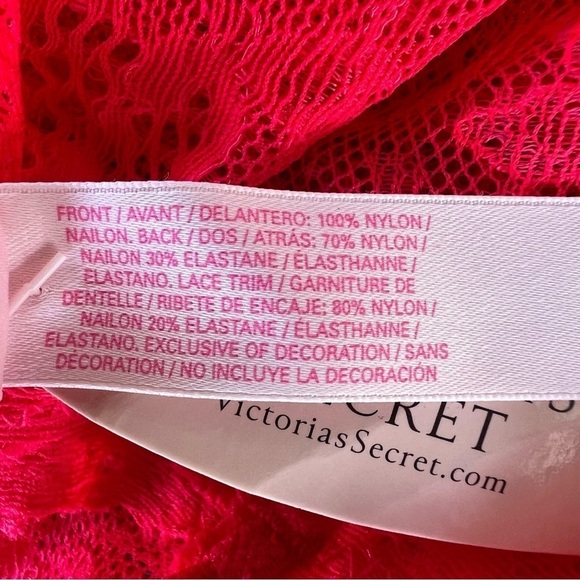 FRONT / AVANT / DELANTERO: 100% NYLON /
NAILON. BACK / DOS / ATRÁS: 70% NYLON /
NAILON 30% ELASTANE / ÉLASTHANNE /
ELASTANO. LACE TRIM / GARNITURE DE
DENTELLE / RIBETE DE ENCAJE: 80% NYLON /
NAILON 20% ELASTANE / ÉLASTHANNE /
ELASTANO. EXCLUSIVE OF DECORATION / SANS
DÉCORATION / NO INCLUYE LA DECORACIÓN
VictoriasSecret.com